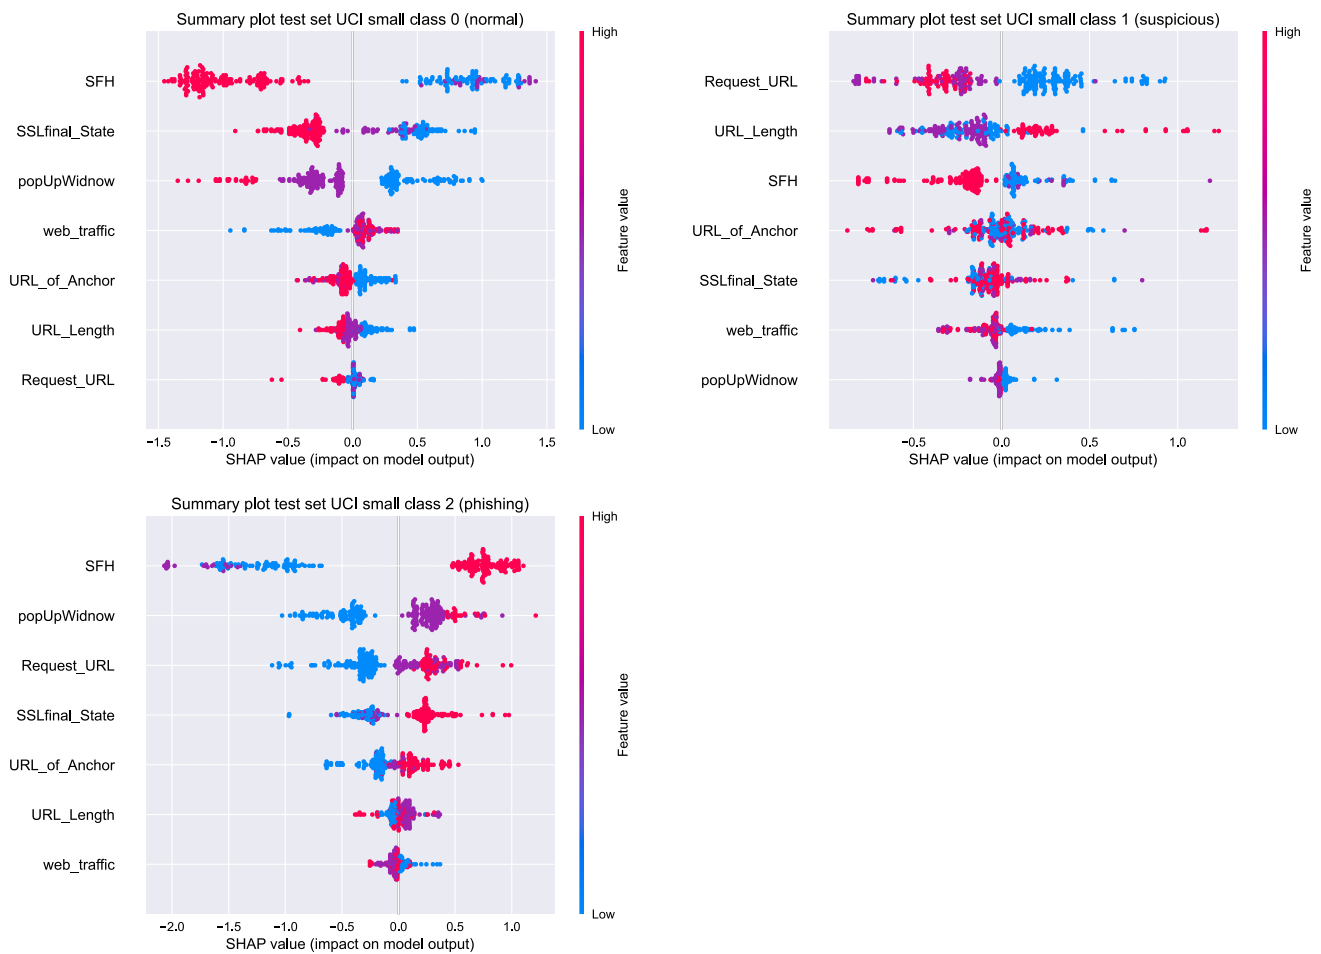 Summary plot test set UCI small class 0 (normal)
High
SFH
SSLfinal_State
popUpWidnow
web_traffic
URL_of_Anchor
URL_Length
Request_URL
Feature value
Low
−1.5 −1.0 −0.5 0.0 0.5 1.0 1.5
SHAP value (impact on model output)
Summary plot test set UCI small class 1 (suspicious)
High
Request_URL
URL_Length
SFH
URL_of_Anchor
SSLfinal_State
web_traffic
popUpWidnow
Feature value
Low
−0.5 0.0 0.5 1.0
SHAP value (impact on model output)
Summary plot test set UCI small class 2 (phishing)
High
SFH
popUpWidnow
Request_URL
SSLfinal_State
URL_of_Anchor
URL_Length
web_traffic
Feature value
Low
−2.0 −1.5 −1.0 −0.5 0.0 0.5 1.0
SHAP value (impact on model output)